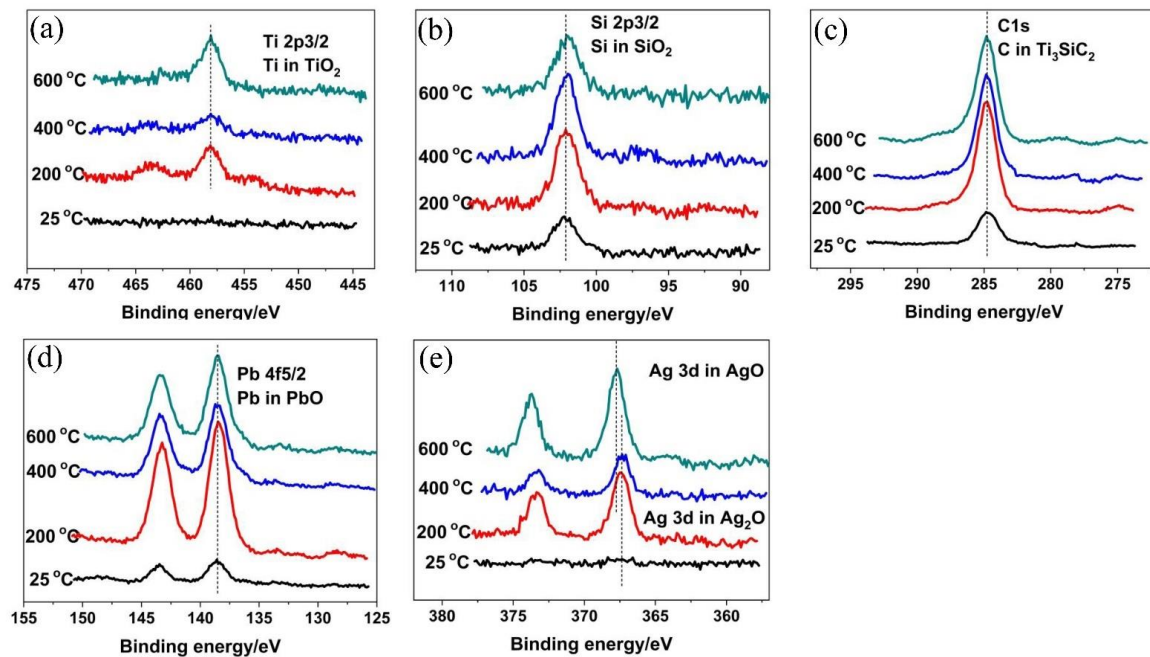 (a)
Ti 2p3/2
Ti in TiO₂
600 °C
400 °C
200 °C
25 °C
475 470 465 460 455 450 445
Binding energy/eV
(b)
Si 2p3/2
Si in SiO₂
600 °C
400 °C
200 °C
25 °C
110 105 100 95 90
Binding energy/eV
(c)
C1s
C in Ti₃SiC₂
600 °C
400 °C
200 °C
25 °C
295 290 285 280 275
Binding energy/eV
(d)
Pb 4f5/2
Pb in PbO
600 °C
400 °C
200 °C
25 °C
155 150 145 140 135 130 125
Binding energy/eV
(e)
Ag 3d in AgO
600 °C
400 °C
Ag 3d in Ag₂O
200 °C
25 °C
380 375 370 365 360
Binding energy/eV